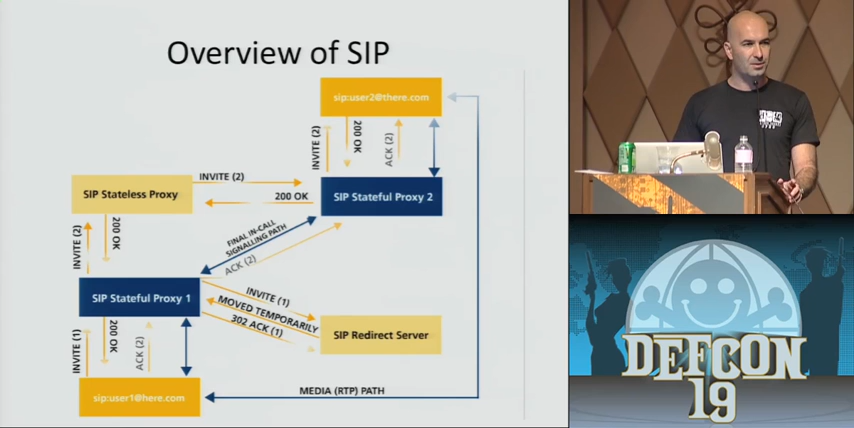 Overview of SIP
sip:user2@there.com
INVITE (2)
200 OK
ACK (2)
SIP Stateless Proxy
INVITE (2)
200 OK
SIP Stateful Proxy 2
INVITE (2)
200 OK
FINAL IN-CALL
SIGNALLING PATH
ACK (2)
SIP Stateful Proxy 1
INVITE (1)
MOVED TEMPORARILY
302 ACK (1)
SIP Redirect Server
INVITE (1)
200 OK
ACK (2)
sip:user1@here.com
MEDIA (RTP) PATH
DEFCON
19